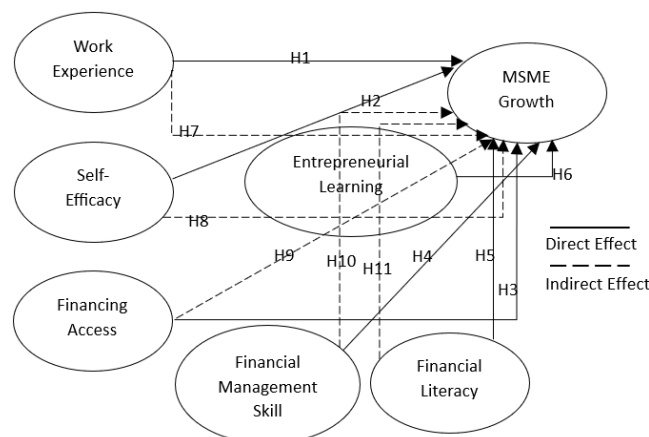 Work
Experience
MSME
Growth
H1
H2
H7
Entrepreneurial
Learning
Self-
Efficacy
H6
H8
Direct Effect
H9
H10
H11
H4
H5
Indirect Effect
H3
Financing
Access
Financial
Management
Skill
Financial
Literacy